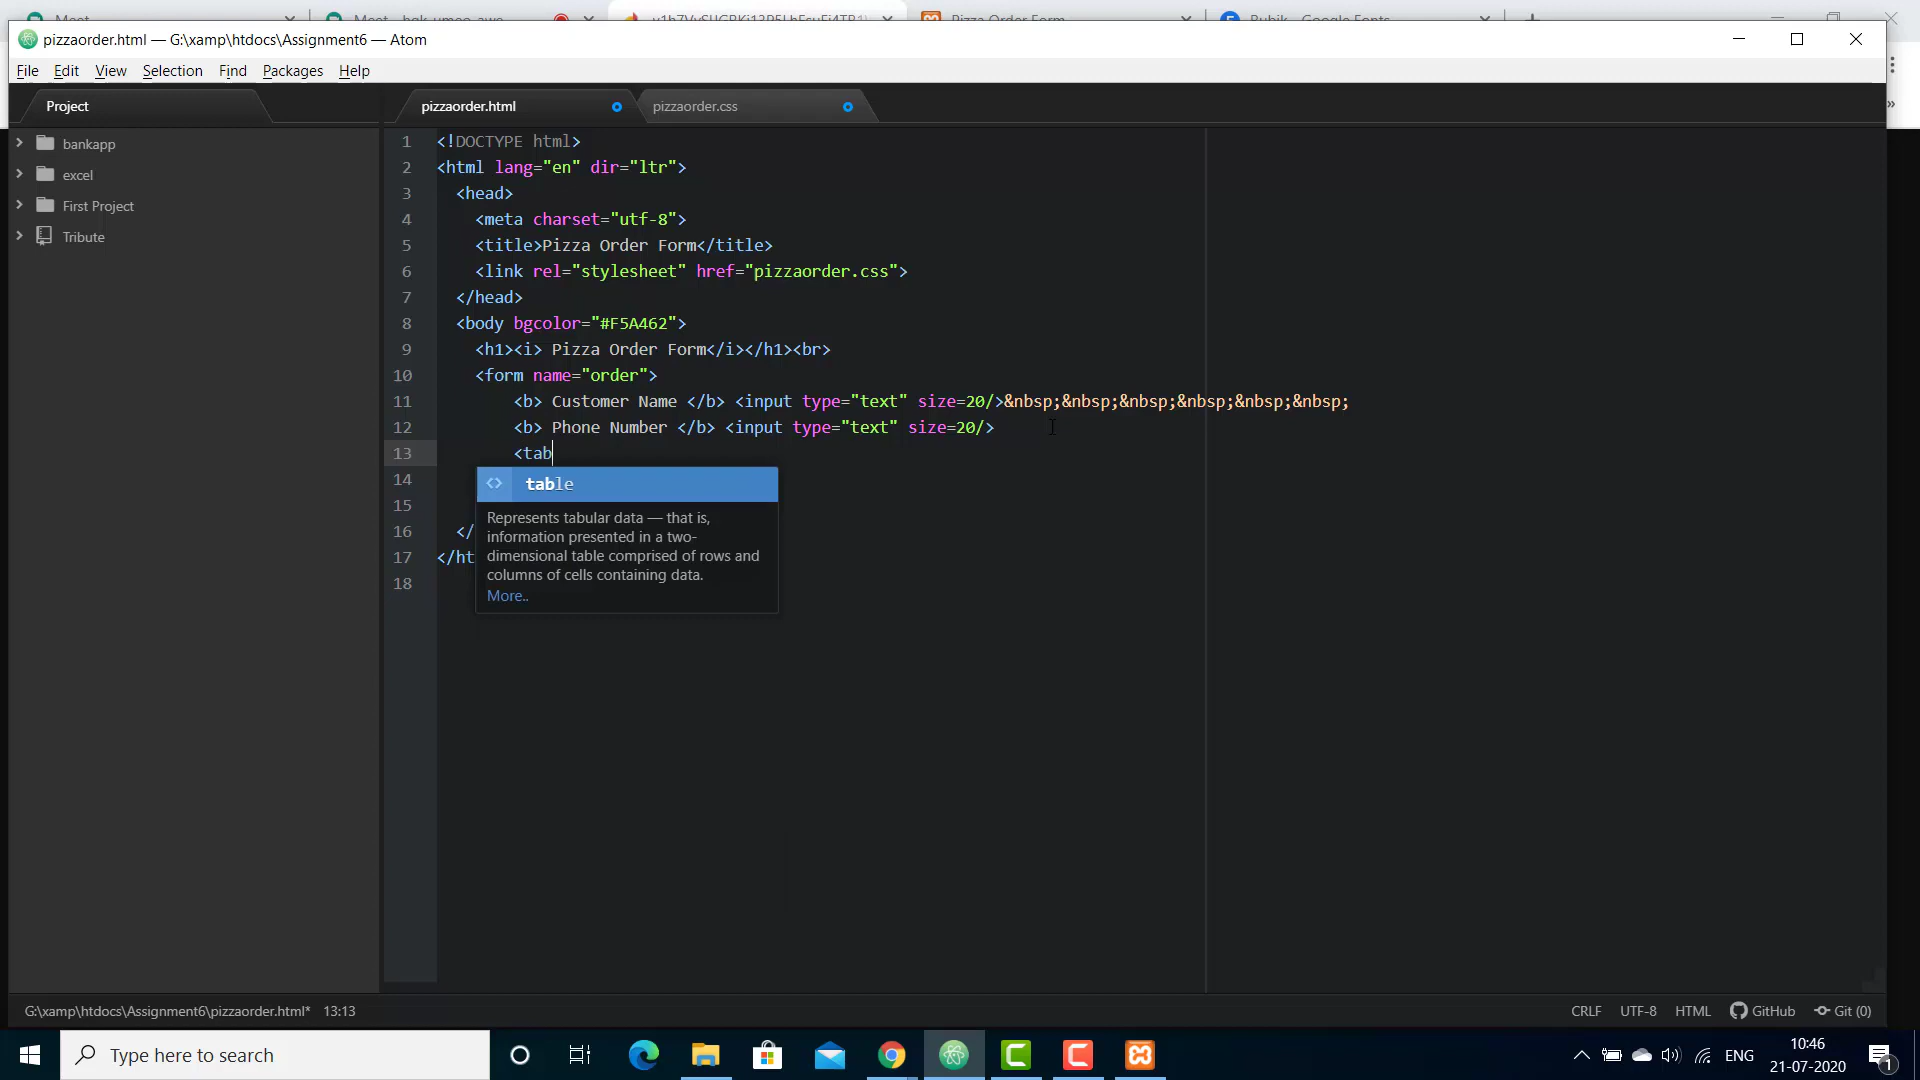 pizzaorder.html — G:\xamp\htdocs\Assignment6 — Atom
File Edit View Selection Find Packages Help
Project
pizzaorder.html
pizzaorder.css
bankapp
excel
First Project
Tribute
1 <!DOCTYPE html>
2 <html lang="en" dir="ltr">
3 <head>
4 <meta charset="utf-8">
5 <title>Pizza Order Form</title>
6 <link rel="stylesheet" href="pizzaorder.css">
7 </head>
8 <body bgcolor="#F5A462">
9 <h1><i> Pizza Order Form</i></h1><br>
10 <form name="order">
11 <b> Customer Name </b> <input type="text" size=20/>&nbsp;&nbsp;&nbsp;&nbsp;&nbsp;&nbsp;
12 <b> Phone Number </b> <input type="text" size=20/>
13 <tab
14
15
16 </
17 </ht
18
<> table
Represents tabular data — that is,
information presented in a two-
dimensional table comprised of rows and
columns of cells containing data.
More..
G:\xamp\htdocs\Assignment6\pizzaorder.html* 13:13
CRLF UTF-8 HTML GitHub Git (0)
Type here to search
ENG
10:46
21-07-2020
1